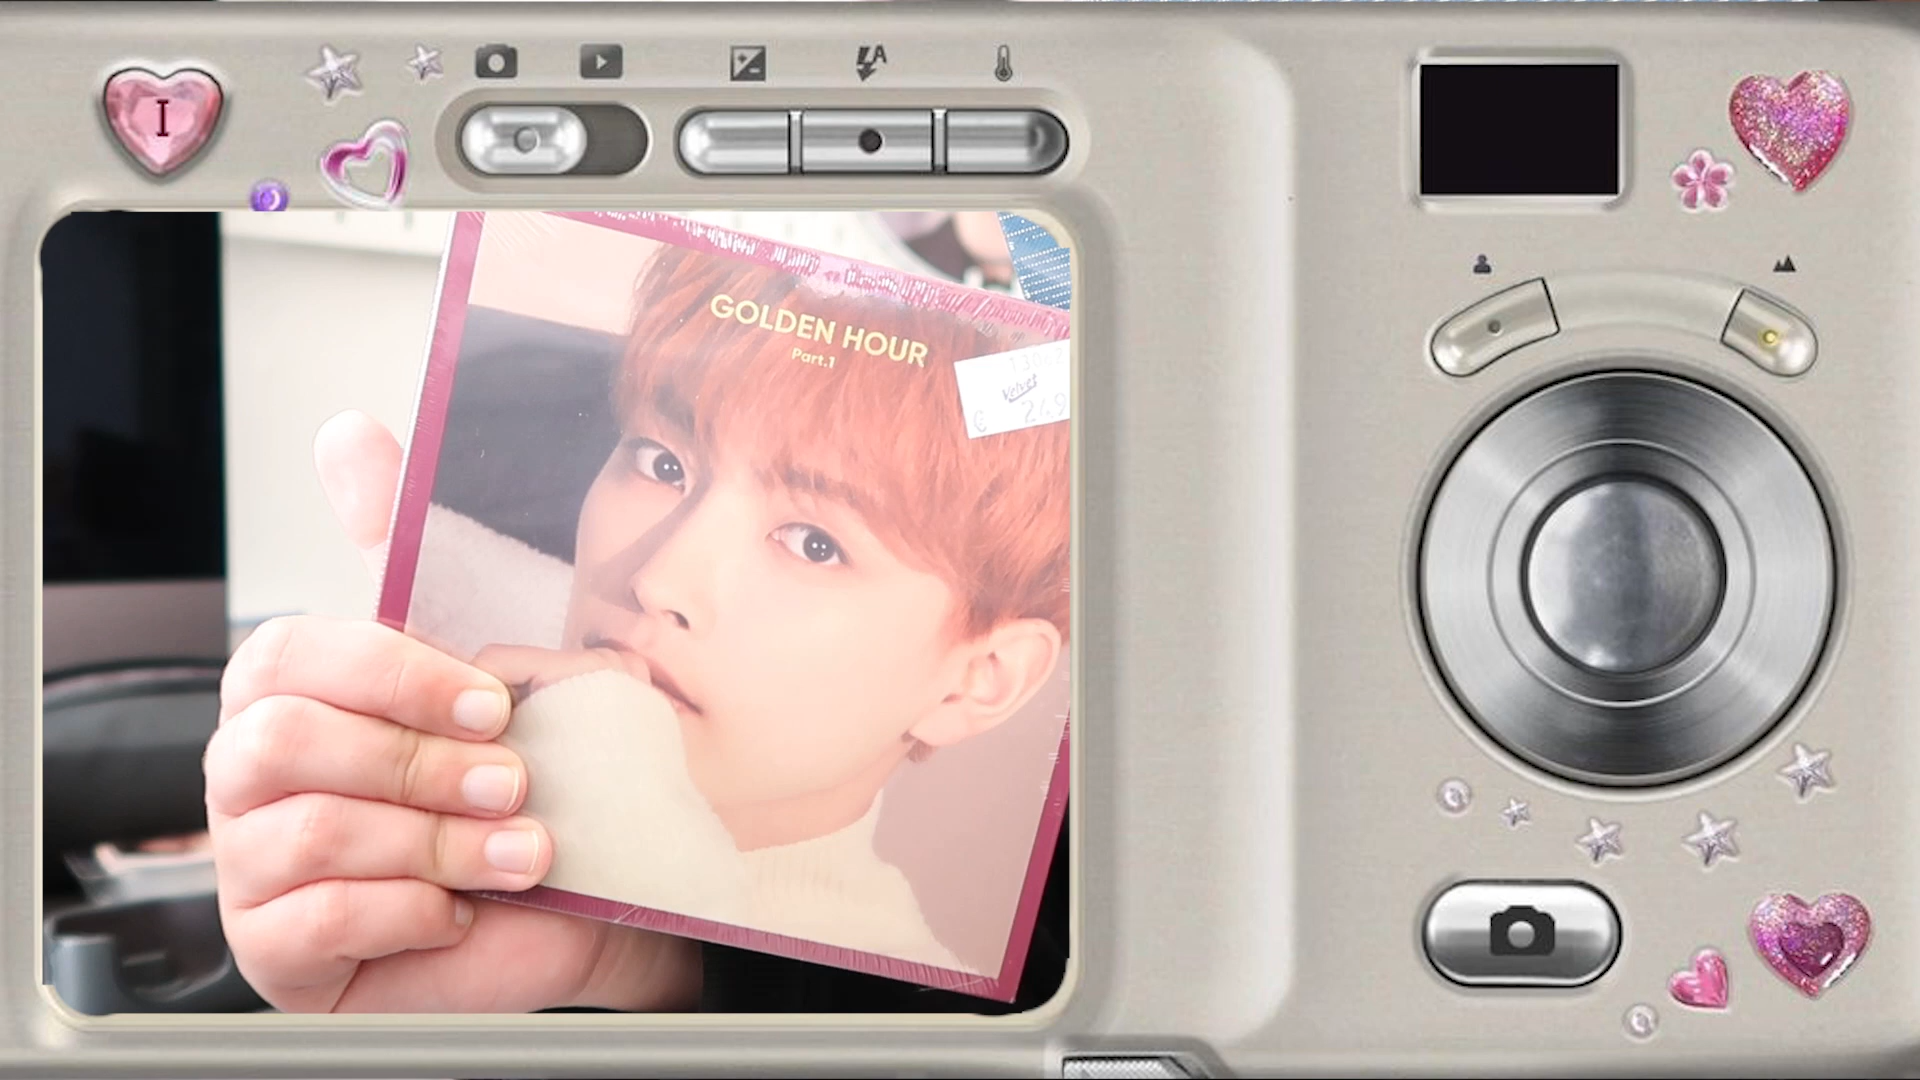 I
A
GOLDEN HOUR
Part.1
Velvet
€